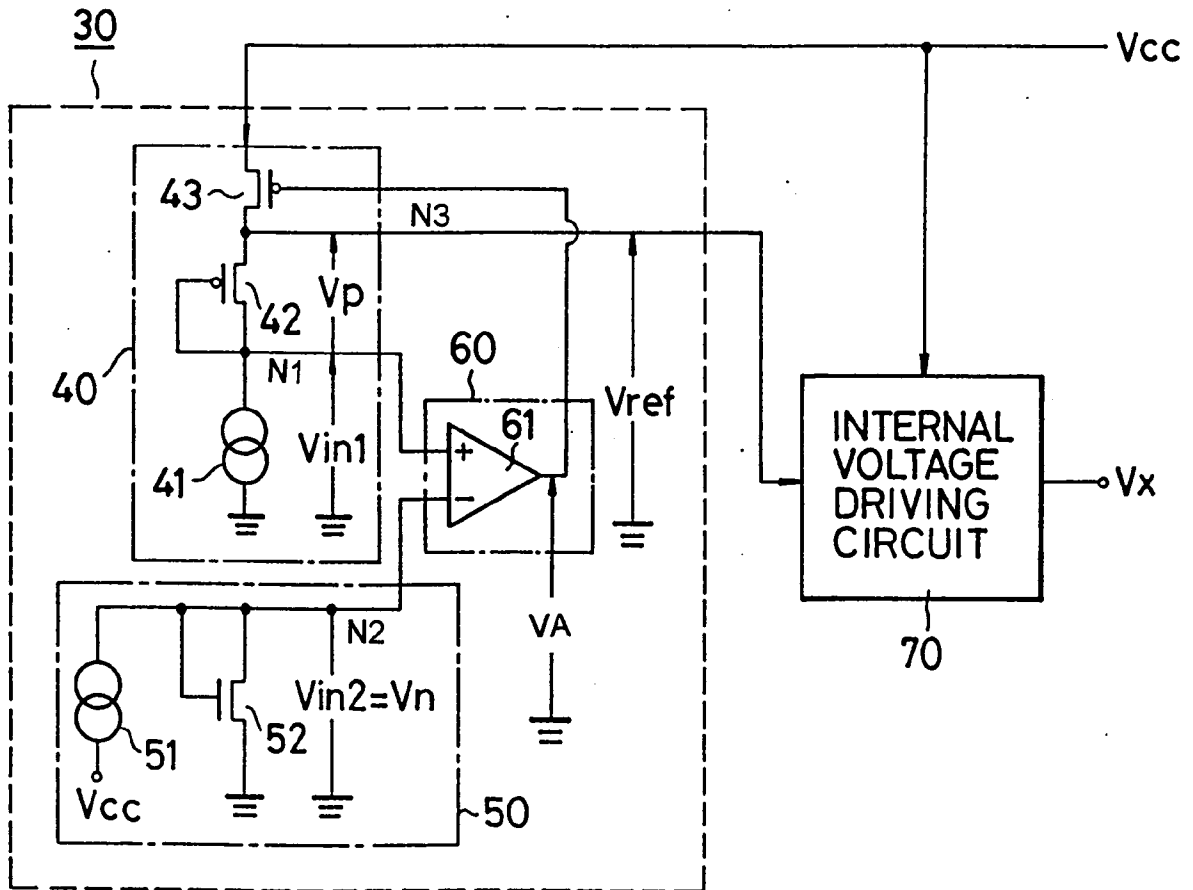 30
Vcc
43
N3
Vp
42
N1
40
60
Vref
61
Vin1
41
+
−
INTERNAL
VOLTAGE
DRIVING
CIRCUIT
Vx
N2
VA
70
Vin2=Vn
52
51
Vcc
50